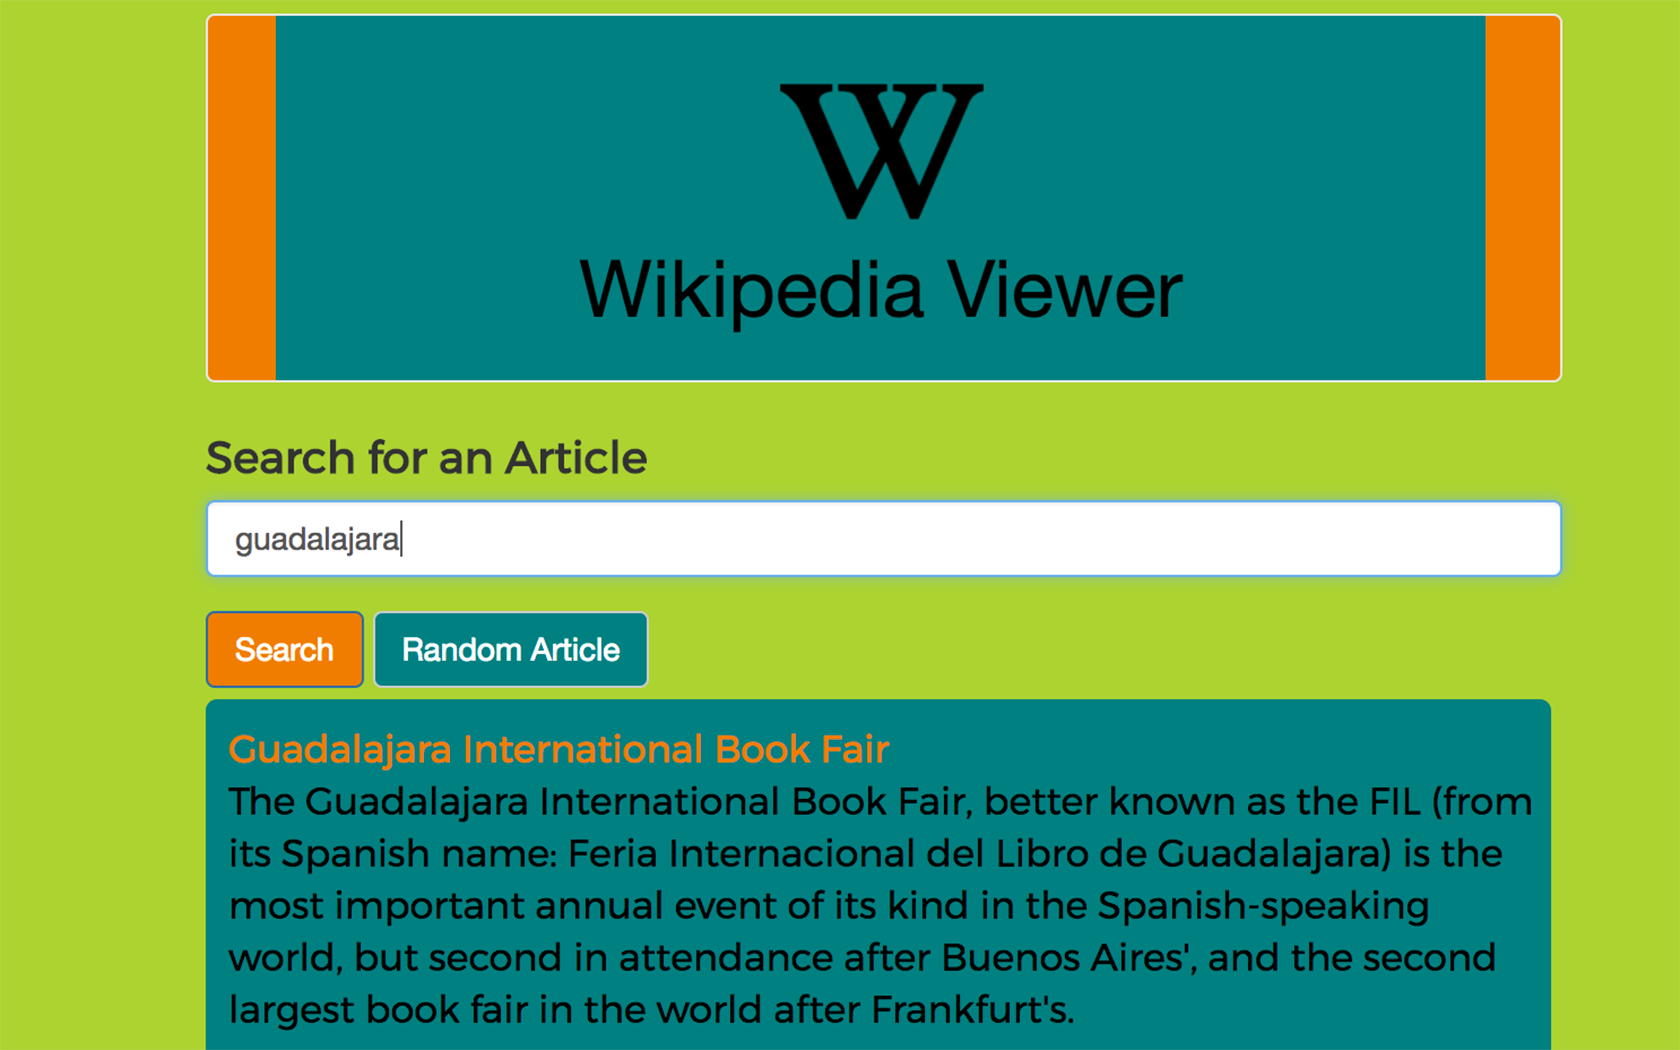 W
Wikipedia Viewer
Search for an Article
guadalajara
Search
Random Article
Guadalajara International Book Fair
The Guadalajara International Book Fair, better known as the FIL (from
its Spanish name: Feria Internacional del Libro de Guadalajara) is the
most important annual event of its kind in the Spanish-speaking
world, but second in attendance after Buenos Aires', and the second
largest book fair in the world after Frankfurt's.